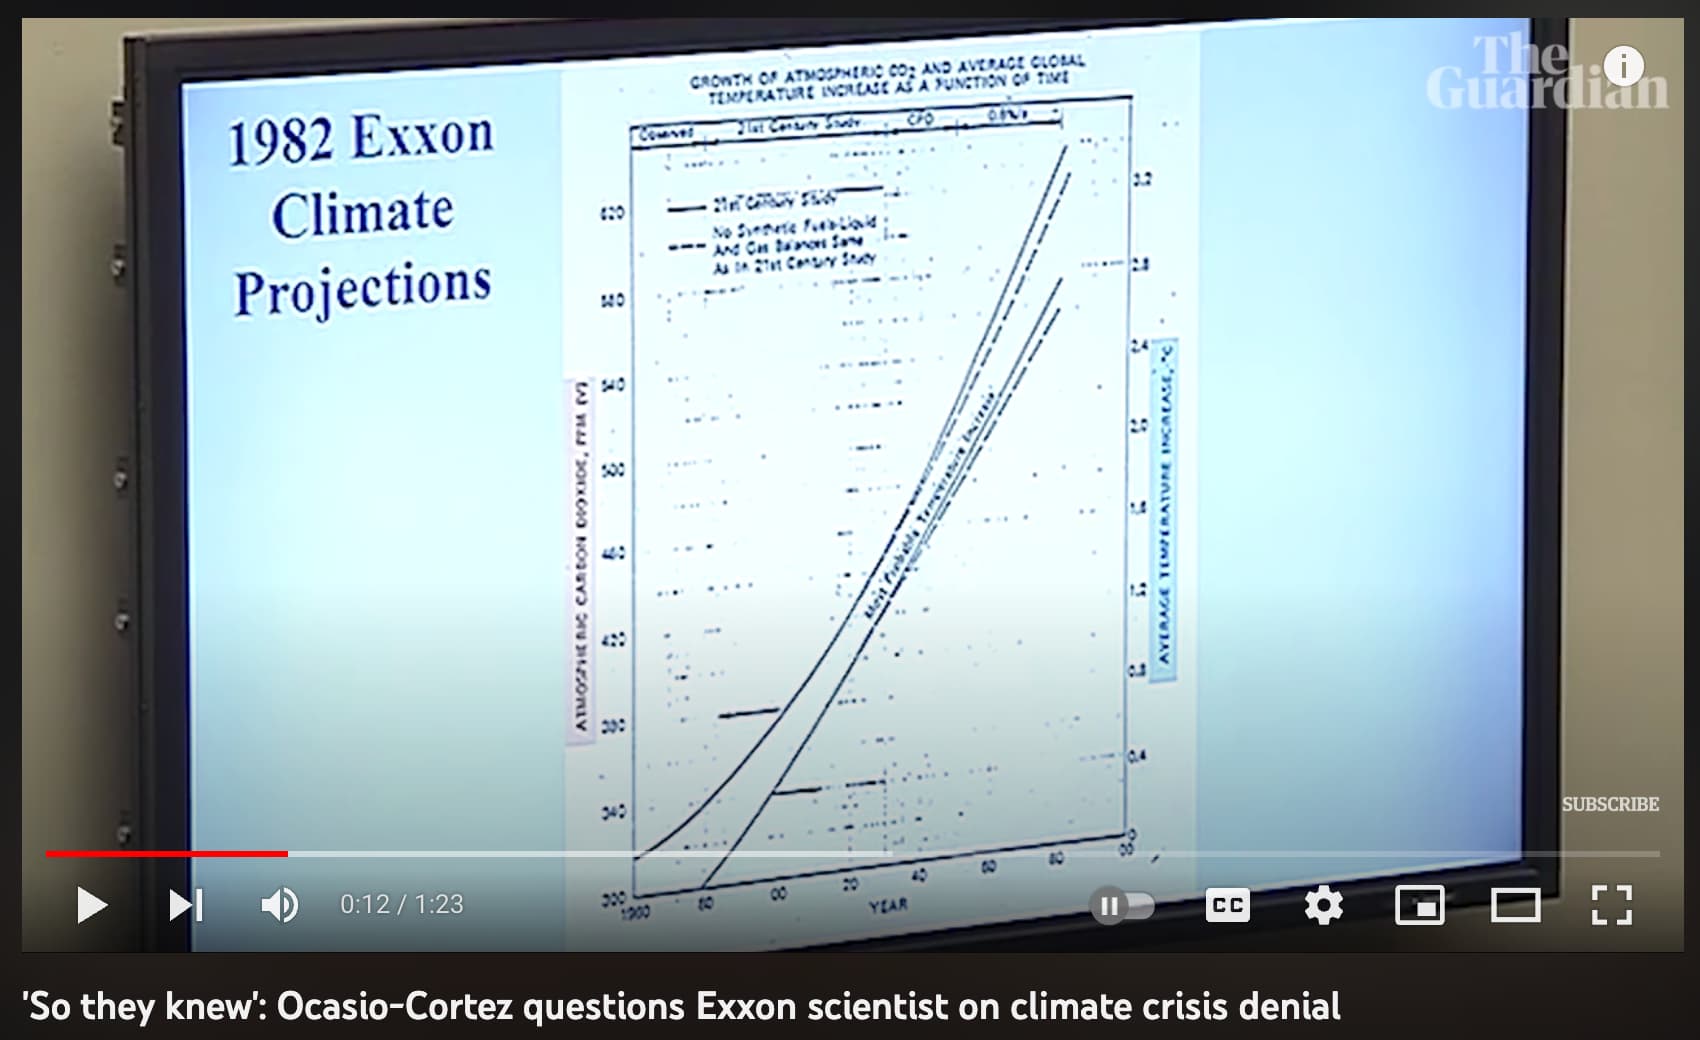 The
Guardian
1982 Exxon
Climate
Projections
GROWTH OF ATMOSPHERIC CO2 AND AVERAGE GLOBAL
TEMPERATURE INCREASE AS A FUNCTION OF TIME
Observed 21st Century Study CPD 0.8%/a
21st Century Study
No Synthetic Fuels-Liquid
And Gas Balances Same
As In 21st Century Study
620
580
540
500
460
420
380
340
300
ATMOSPHERIC CARBON DIOXIDE, PPM (V)
Most Probable Temperature Increase
3.2
2.8
2.4
2.0
1.6
1.2
0.8
0.4
0
AVERAGE TEMPERATURE INCREASE, °C
1900 00 20 40 60 80 00
YEAR
SUBSCRIBE
0:12 / 1:23
CC
'So they knew': Ocasio-Cortez questions Exxon scientist on climate crisis denial